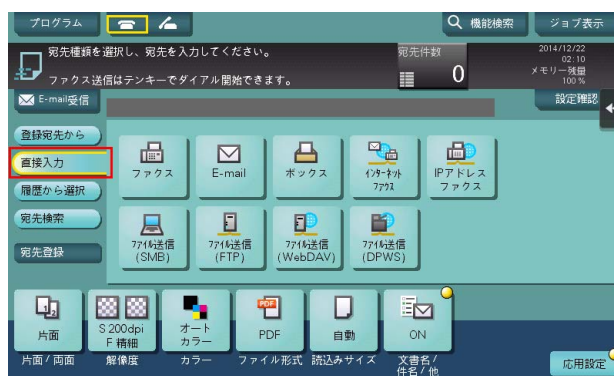 プログラム
機能検索
ジョブ表示
宛先種類を選択し、宛先を入力してください。
ファクス送信はテンキーでダイアル開始できます。
宛先件数
0
2014/12/22
02:10
メモリー残量
100 %
E-mail受信
設定確認
登録宛先から
直接入力
履歴から選択
宛先検索
宛先登録
ファクス
E-mail
ボックス
インターネット
ファクス
IPアドレス
ファクス
ファイル送信
(SMB)
ファイル送信
(FTP)
ファイル送信
(WebDAV)
ファイル送信
(DPWS)
片面
S 200dpi
F 精細
オート
カラー
PDF
PDF
自動
ON
片面 / 両面
解像度
カラー
ファイル形式
読込みサイズ
文書名/
件名/ 他
応用設定